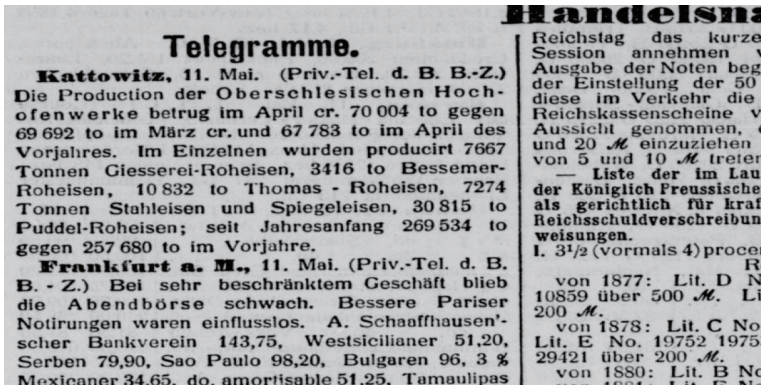 Telegramme.
Kattowitz, 11. Mai. (Priv.-Tel. d. B. B.-Z.)
Die Production der Oberschlesischen Hoch-
ofenwerke betrug im April cr. 70 004 to gegen
69 692 to im März cr. und 67 783 to im April des
Vorjahres. Im Einzelnen wurden producirt 7667
Tonnen Giesserei-Roheisen, 3416 to Bessemer-
Roheisen, 10 832 to Thomas - Roheisen, 7274
Tonnen Stahleisen und Spiegeleisen, 30 815 to
Puddel-Roheisen; seit Jahresanfang 269 534 to
gegen 257 680 to im Vorjahre.
Frankfurt a. M., 11. Mai. (Priv.-Tel. d. B.
B. - Z.) Bei sehr beschränktem Geschäft blieb
die Abendbörse schwach. Bessere Pariser
Notirungen waren einflusslos. A. Schaaffhausen'-
scher Bankverein 143,75, Westsicilianer 51,20,
Serben 79,90, Sao Paulo 98,20, Bulgaren 96, 3 %
Mexicaner 34,65, do. amortisable 51,25, Tamaulipas
Handelsna
Reichstag das kurze
Session annehmen
Ausgabe der Noten beg
der Einstellung der 50
diese im Verkehr die
Reichskassenscheine
Aussicht genommen,
und 20 ℳ einzuziehen
von 5 und 10 ℳ treter
— Liste der im Lau
der Königlich Preussische
als gerichtlich für kraf
Reichsschuldverschreibun
weisungen.
I. 3½ (vormals 4) procen
R
von 1877: Lit. D N
10859 über 500 ℳ. Li
200 ℳ.
von 1878: Lit. C No
Lit. E No. 19752 1975
29421 über 200 ℳ.
von 1880: Lit. B No